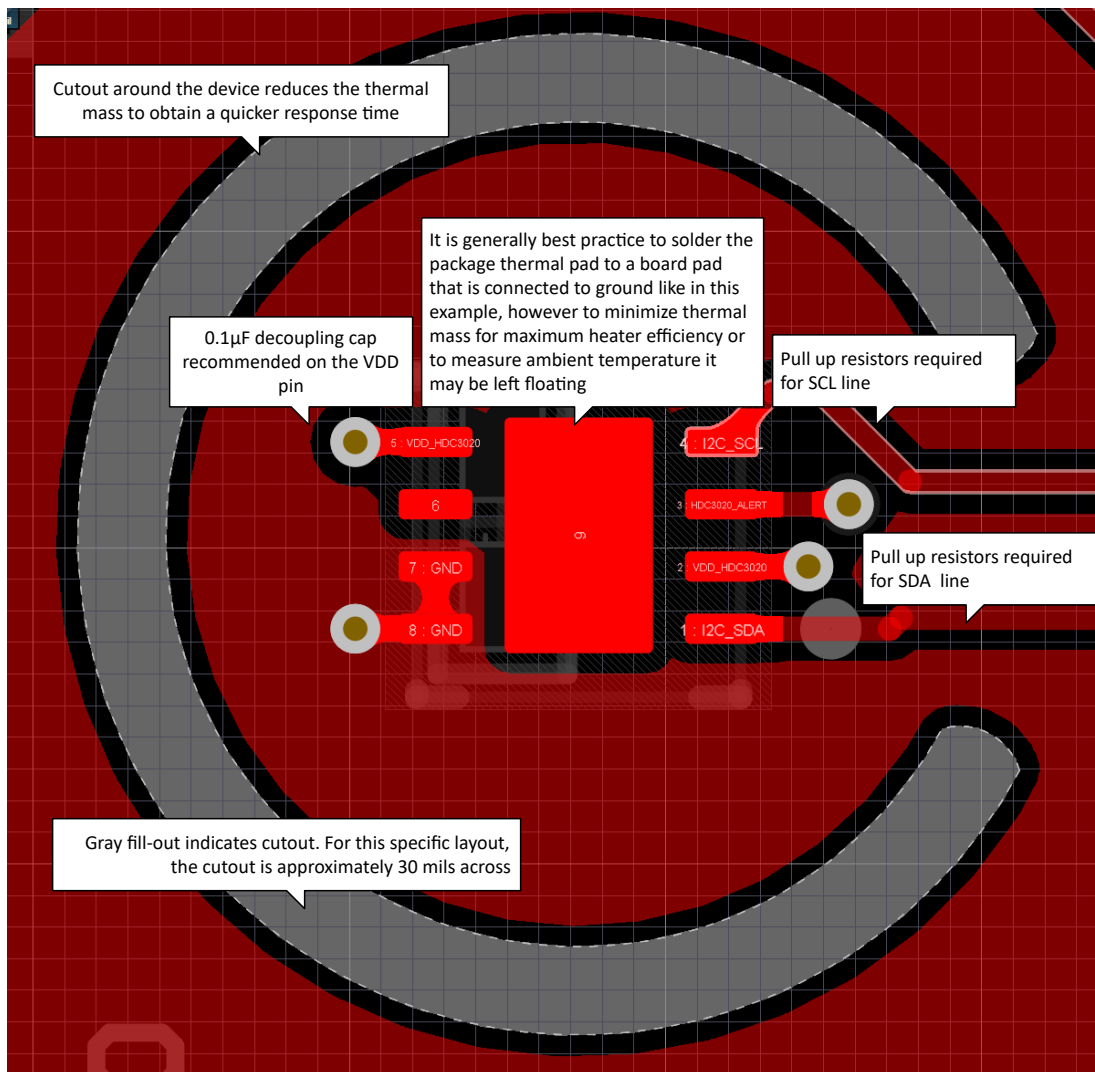 Cutout around the device reduces the thermal
mass to obtain a quicker response time
It is generally best practice to solder the
package thermal pad to a board pad
that is connected to ground like in this
example, however to minimize thermal
mass for maximum heater efficiency or
to measure ambient temperature it
may be left floating
0.1µF decoupling cap
recommended on the VDD
pin
Pull up resistors required
for SCL line
5 : VDD_HDC3020
4 : I2C_SCL
6
3 : HDC3020_ALERT
9
Pull up resistors required
for SDA line
7 : GND
2 : VDD_HDC3020
8 : GND
1 : I2C_SDA
Gray fill-out indicates cutout. For this specific layout,
the cutout is approximately 30 mils across